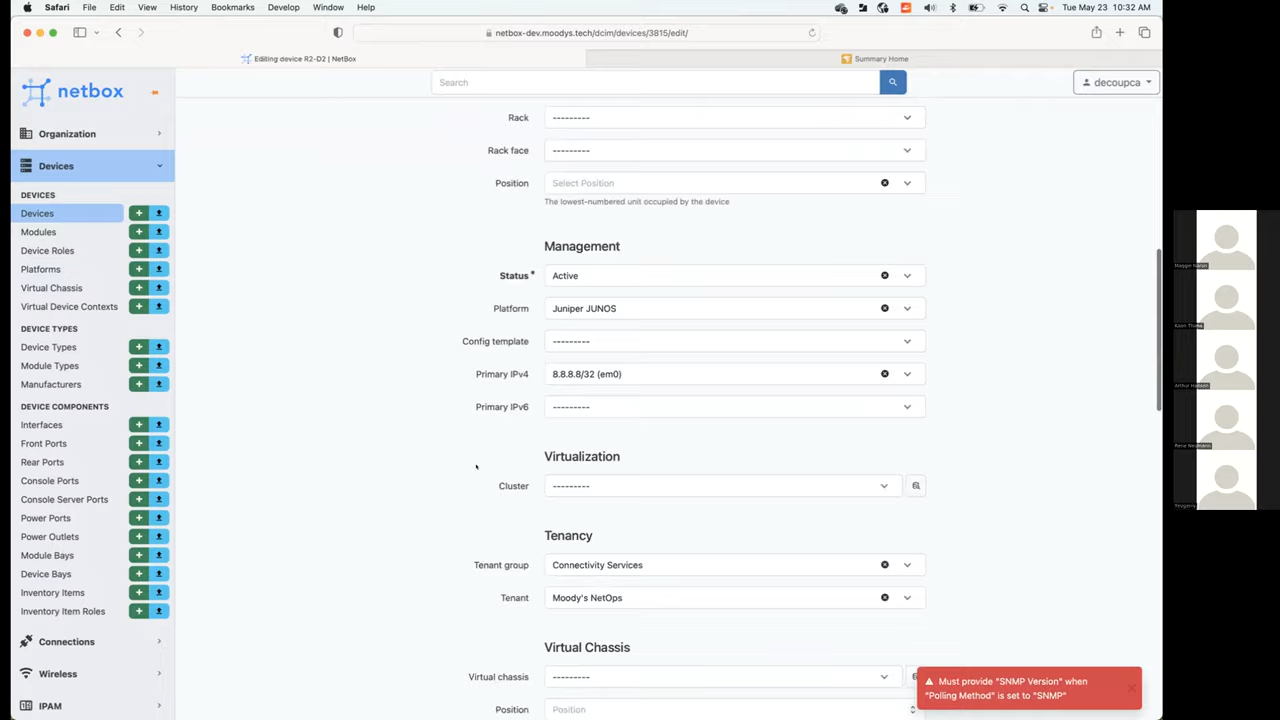 Safari File Edit View History Bookmarks Develop Window Help Tue May 23 10:32 AM
netbox-dev.moodys.tech/dcim/devices/3815/edit/
Editing device R2-D2 | NetBox
Summary Home
netbox
Search
decoupca
Organization
Devices
DEVICES
Devices
Modules
Device Roles
Platforms
Virtual Chassis
Virtual Device Contexts
DEVICE TYPES
Device Types
Module Types
Manufacturers
DEVICE COMPONENTS
Interfaces
Front Ports
Rear Ports
Console Ports
Console Server Ports
Power Ports
Power Outlets
Module Bays
Device Bays
Inventory Items
Inventory Item Roles
Connections
Wireless
IPAM
Rack ---------
Rack face ---------
Position Select Position
The lowest-numbered unit occupied by the device
Management
Status * Active
Platform Juniper JUNOS
Config template ---------
Primary IPv4 8.8.8.8/32 (em0)
Primary IPv6 ---------
Virtualization
Cluster ---------
Tenancy
Tenant group Connectivity Services
Tenant Moody's NetOps
Virtual Chassis
Virtual chassis ---------
Position Position
Must provide "SNMP Version" when
"Polling Method" is set to "SNMP"